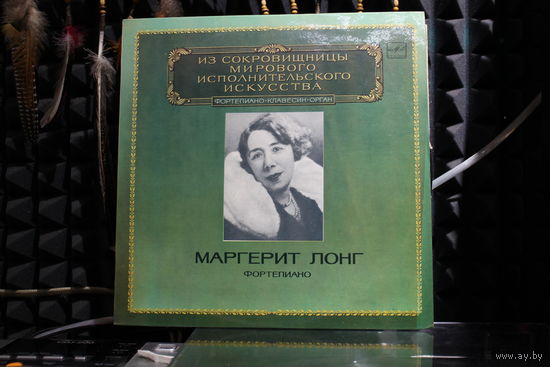 ИЗ СОКРОВИЩНИЦЫ
МИРОВОГО
ИСПОЛНИТЕЛЬСКОГО
ИСКУССТВА
ФОРТЕПИАНО•КЛАВЕСИН•ОРГАН
МАРГЕРИТ ЛОНГ
ФОРТЕПИАНО
www.ay.by